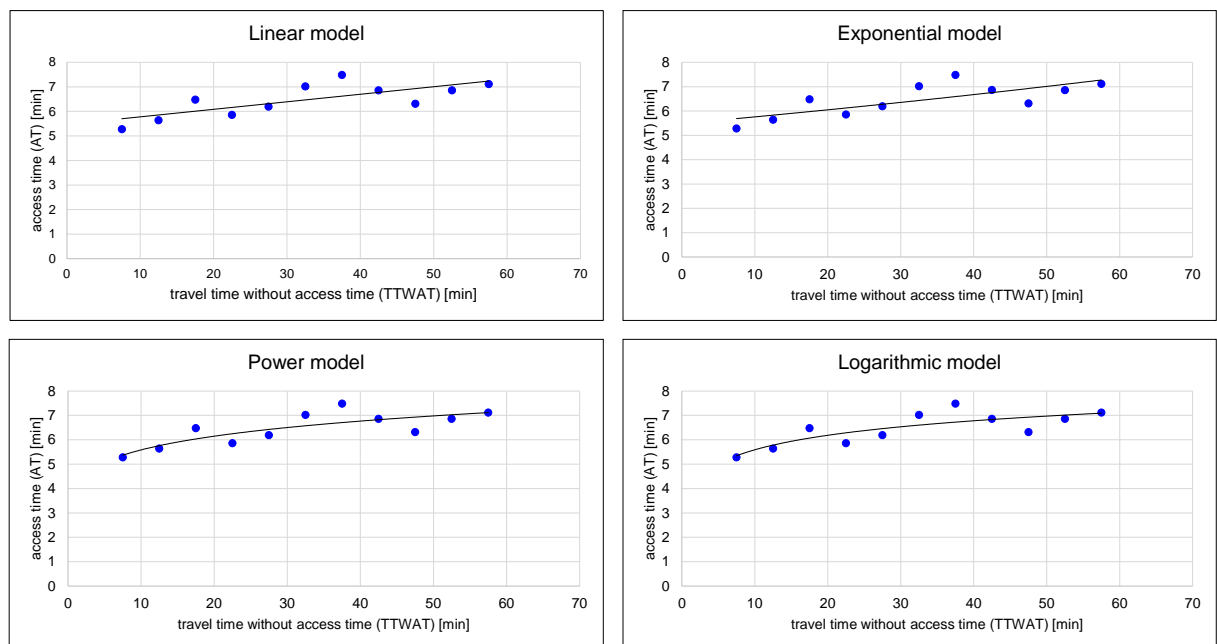 Linear model
8
7
6
5
4
3
2
1
0
access time (AT) [min]
0 10 20 30 40 50 60 70
travel time without access time (TTWAT) [min]
Exponential model
8
7
6
5
4
3
2
1
0
access time (AT) [min]
0 10 20 30 40 50 60 70
travel time without access time (TTWAT) [min]
Power model
8
7
6
5
4
3
2
1
0
access time (AT) [min]
0 10 20 30 40 50 60 70
travel time without access time (TTWAT) [min]
Logarithmic model
8
7
6
5
4
3
2
1
0
access time (AT) [min]
0 10 20 30 40 50 60 70
travel time without access time (TTWAT) [min]